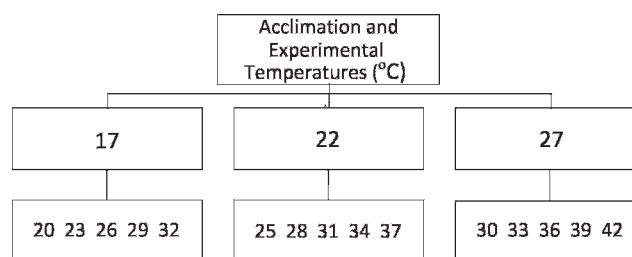 Acclimation and
Experimental
Temperatures (°C)
17
22
27
20 23 26 29 32
25 28 31 34 37
30 33 36 39 42